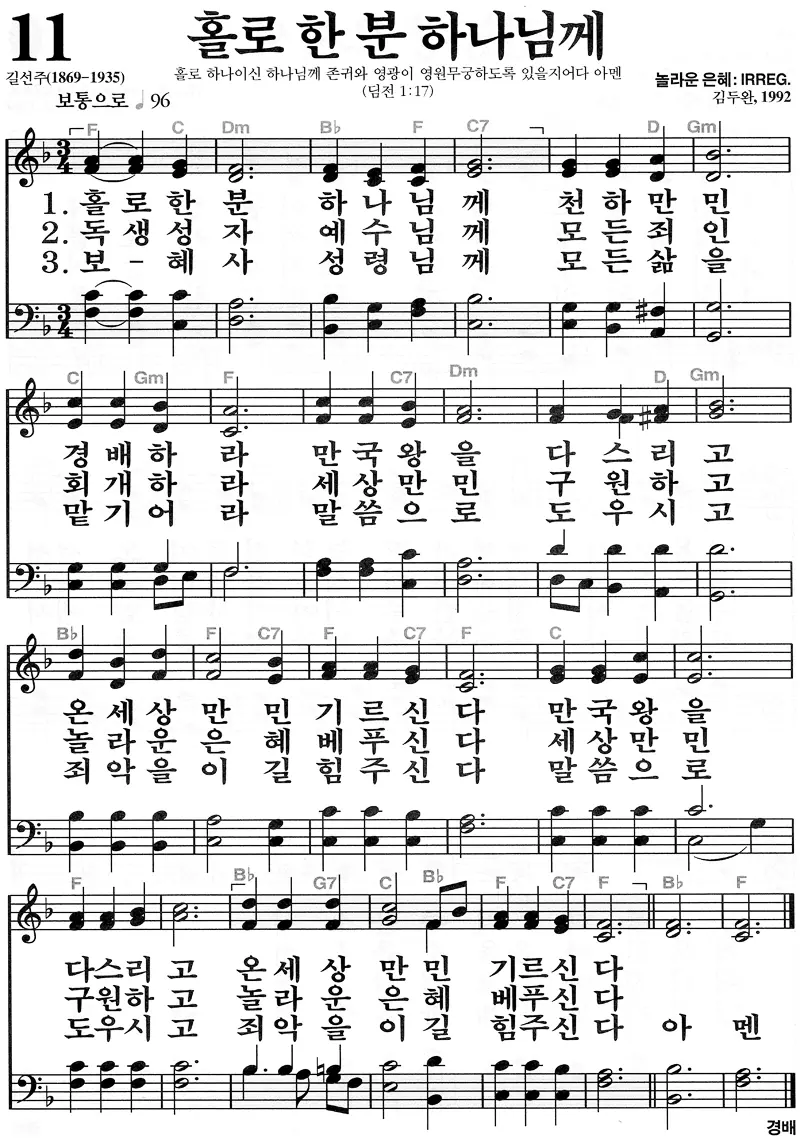 11
홀로 한 분 하나님께
길선주(1869-1935)
홀로 하나이신 하나님께 존귀와 영광이 영원무궁하도록 있을지어다 아멘
(딤전 1:17)
놀라운 은혜: IRREG.
김두완, 1992
보통으로 ♩ 96
F C Dm B♭ F C7 D Gm
3/4
1. 홀로한 분 하나님 께 천하만 민
2. 독생성 자 예수님 께 모든죄 인
3. 보-혜 사 성령님 께 모든삶 을
3/4
C Gm F C7 Dm D Gm
경배하 라 만국왕 을 다스리 고
회개하 라 세상만 민 구원하 고
맡기어 라 말씀으 로 도우시 고
B♭ F C7 F C7 F C
온세상 만 민 기르신 다 만국왕 을
놀라운 은 혜 베푸신 다 세상만 민
죄악을 이 길 힘주신 다 말씀으 로
F B♭ G7 C B♭ F C7 F B♭ F
다스리 고 온세상 만민 기르신 다
구원하 고 놀라운 은혜 베푸신 다
도우시 고 죄악을 이길 힘주신 다 아 멘
경배